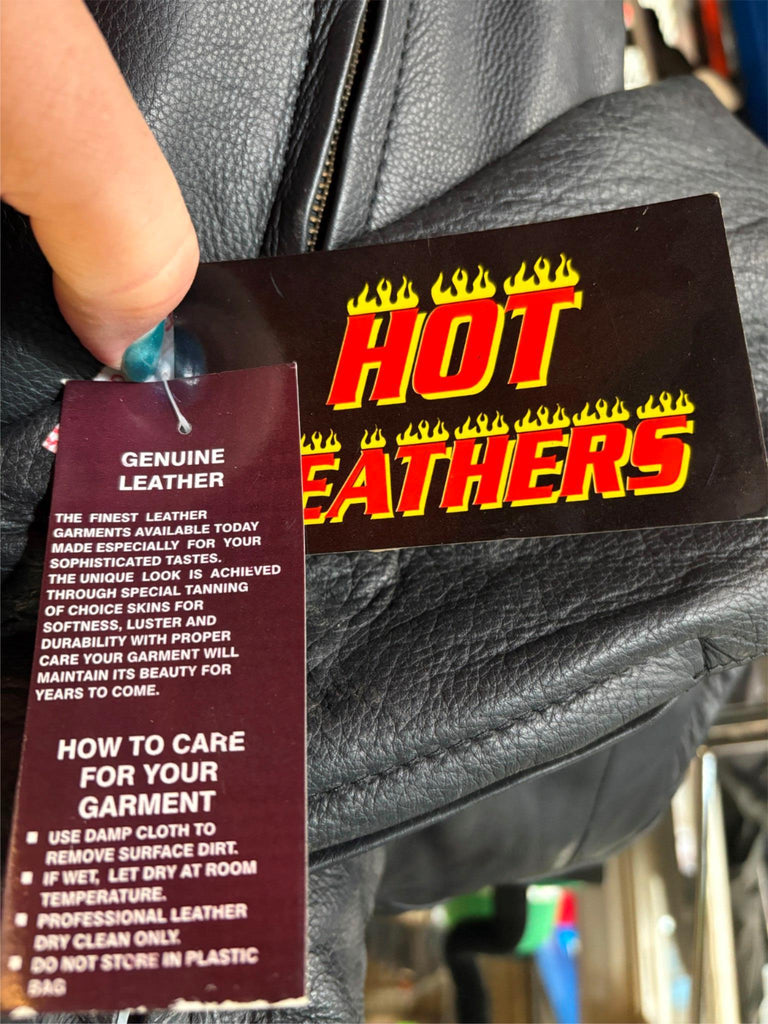 HOT
EATHERS
GENUINE
LEATHER
THE FINEST LEATHER
GARMENTS AVAILABLE TODAY
MADE ESPECIALLY FOR YOUR
SOPHISTICATED TASTES.
THE UNIQUE LOOK IS ACHIEVED
THROUGH SPECIAL TANNING
OF CHOICE SKINS FOR
SOFTNESS, LUSTER AND
DURABILITY WITH PROPER
CARE YOUR GARMENT WILL
MAINTAIN ITS BEAUTY FOR
YEARS TO COME.
HOW TO CARE
FOR YOUR
GARMENT
▪ USE DAMP CLOTH TO
REMOVE SURFACE DIRT.
▪ IF WET, LET DRY AT ROOM
TEMPERATURE.
▪ PROFESSIONAL LEATHER
DRY CLEAN ONLY.
▪ DO NOT STORE IN PLASTIC
BAG